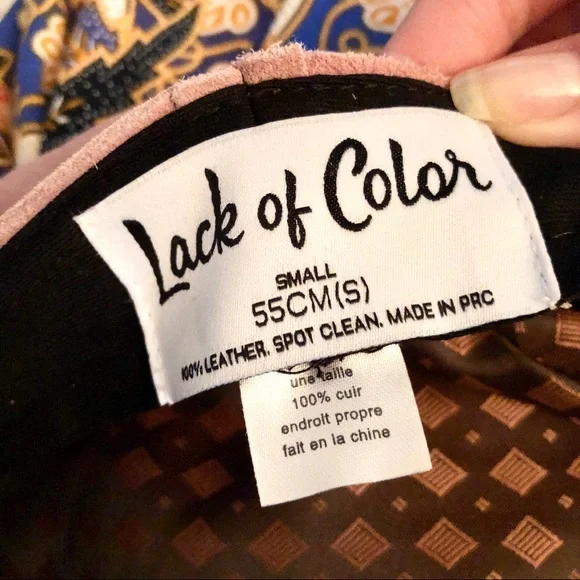 Lack of Color
SMALL
55CM(S)
100% LEATHER. SPOT CLEAN. MADE IN PRC
une taille
100% cuir
endroit propre
fait en la chine